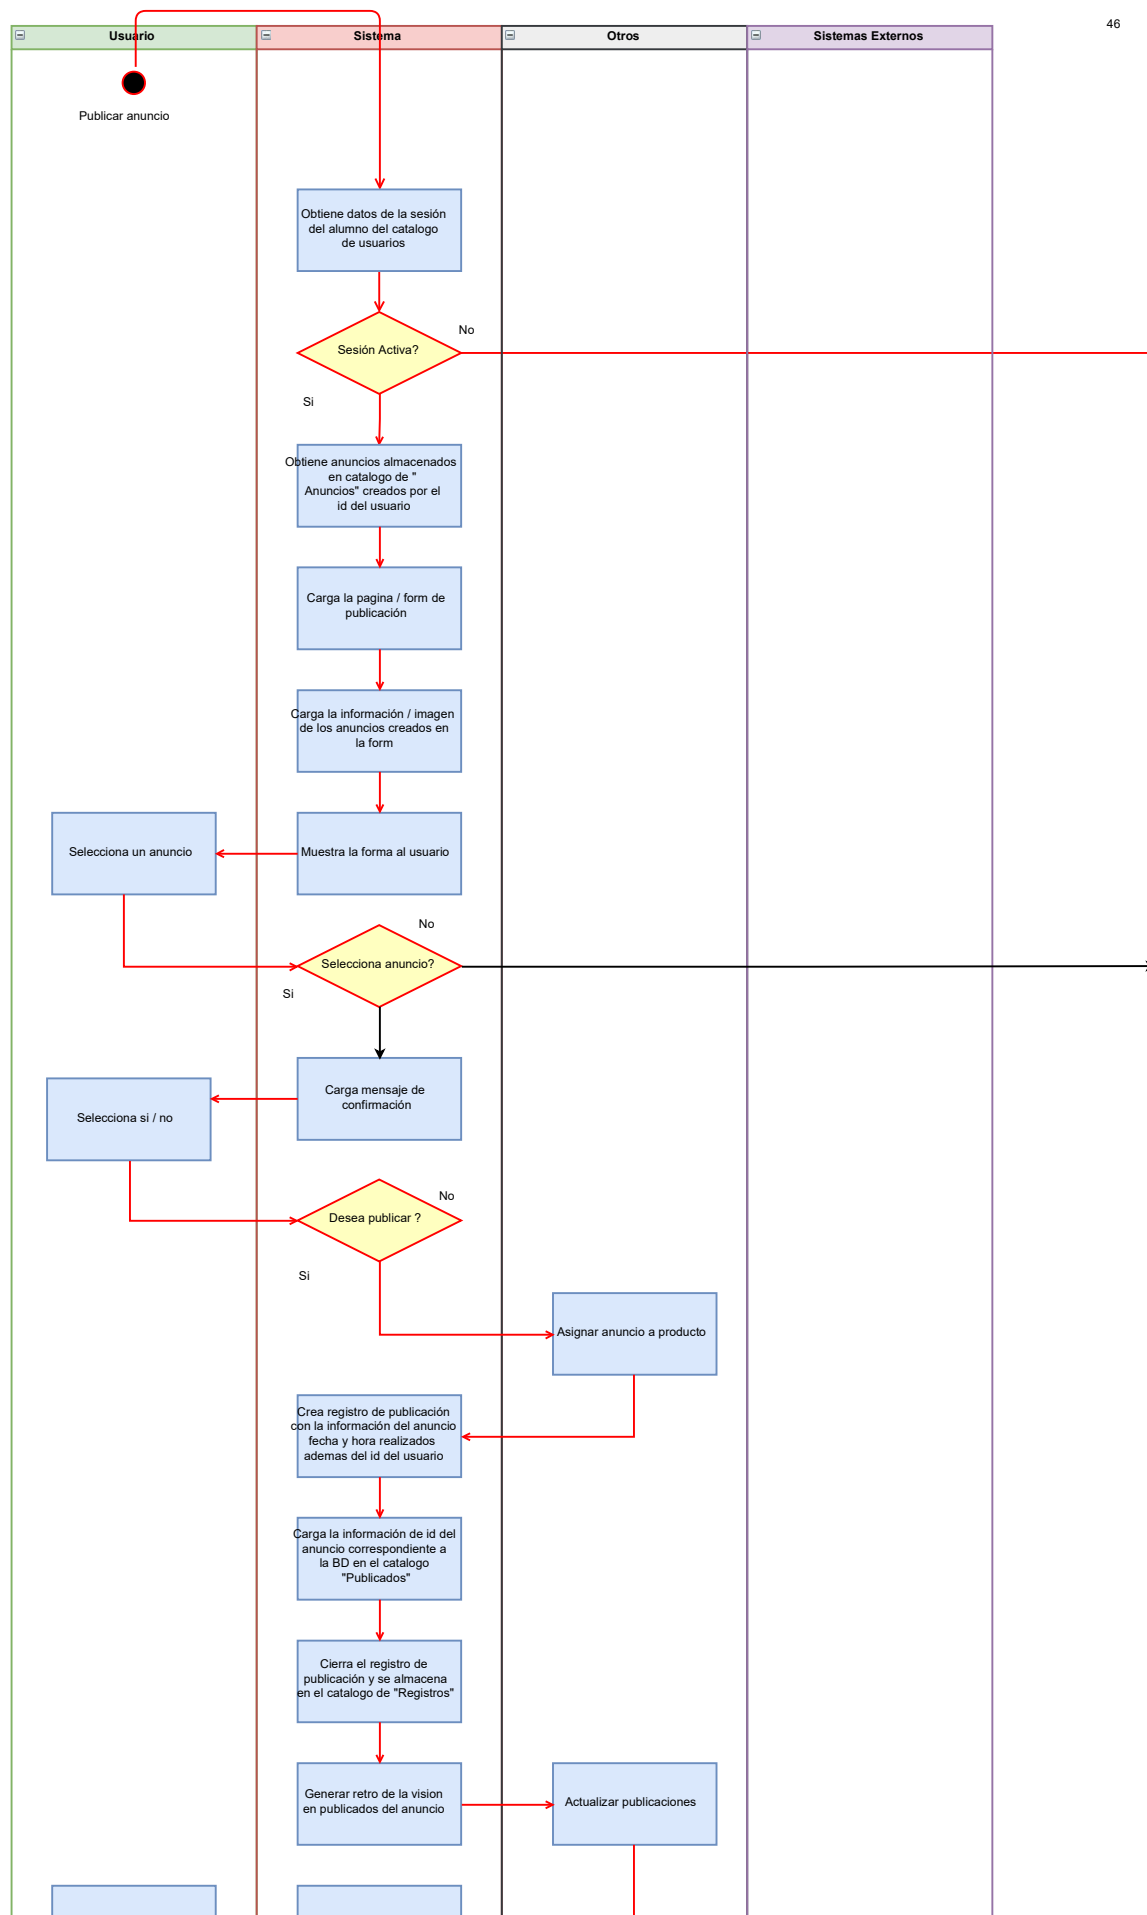 46
Usuario
Sistema
Otros
Sistemas Externos
Publicar anuncio
Obtiene datos de la sesión
del alumno del catalogo
de usuarios
No
Sesión Activa?
Si
Obtiene anuncios almacenados
en catalogo de "
Anuncios" creados por el
id del usuario
Carga la pagina / form de
publicación
Carga la información / imagen
de los anuncios creados en
la form
Selecciona un anuncio
Muestra la forma al usuario
No
Selecciona anuncio?
Si
Carga mensaje de
confirmación
Selecciona si / no
No
Desea publicar ?
Si
Asignar anuncio a producto
Crea registro de publicación
con la información del anuncio
fecha y hora realizados
ademas del id del usuario
Carga la información de id del
anuncio correspondiente a
la BD en el catalogo
"Publicados"
Cierra el registro de
publicación y se almacena
en el catalogo de "Registros"
Generar retro de la vision
en publicados del anuncio
Actualizar publicaciones